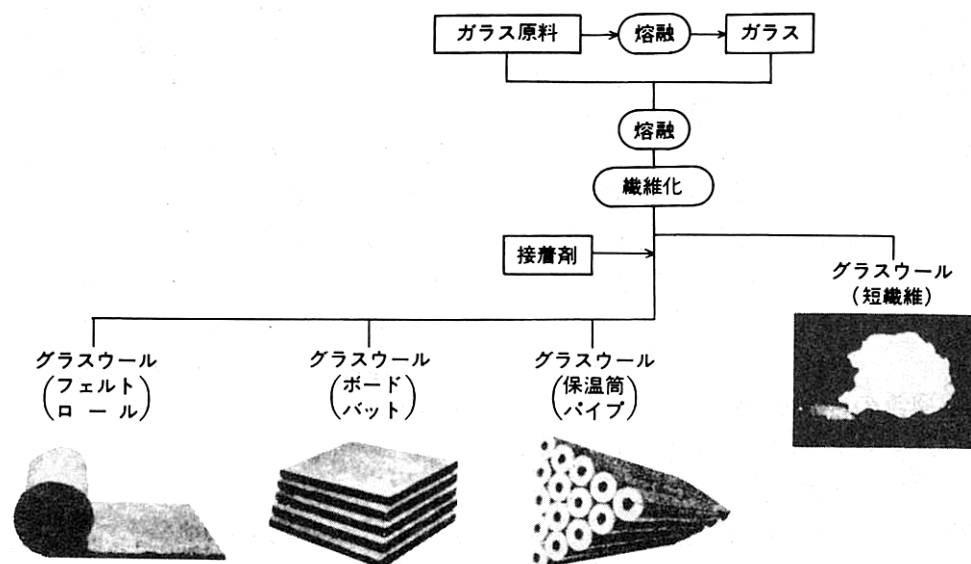 ガラス原料
熔融
ガラス
熔融
繊維化
接着剤
グラスウール
(短繊維)
グラスウール
(フェルト
ロール)
グラスウール
(ボード
バット)
グラスウール
(保温筒
パイプ)